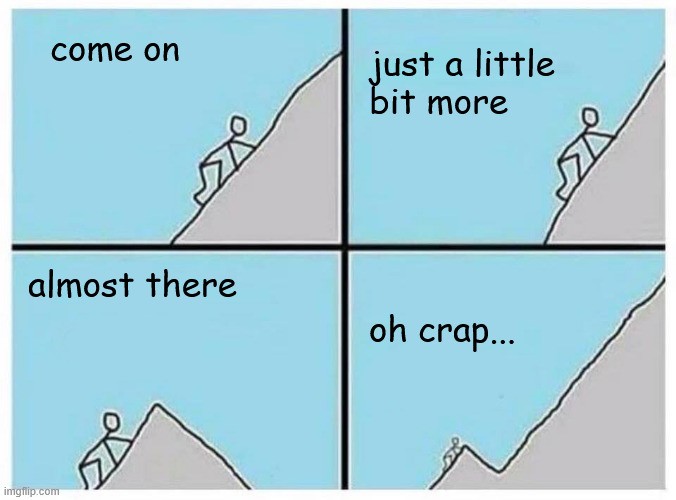 come on
just a little
bit more
almost there
oh crap...
imgflip.com